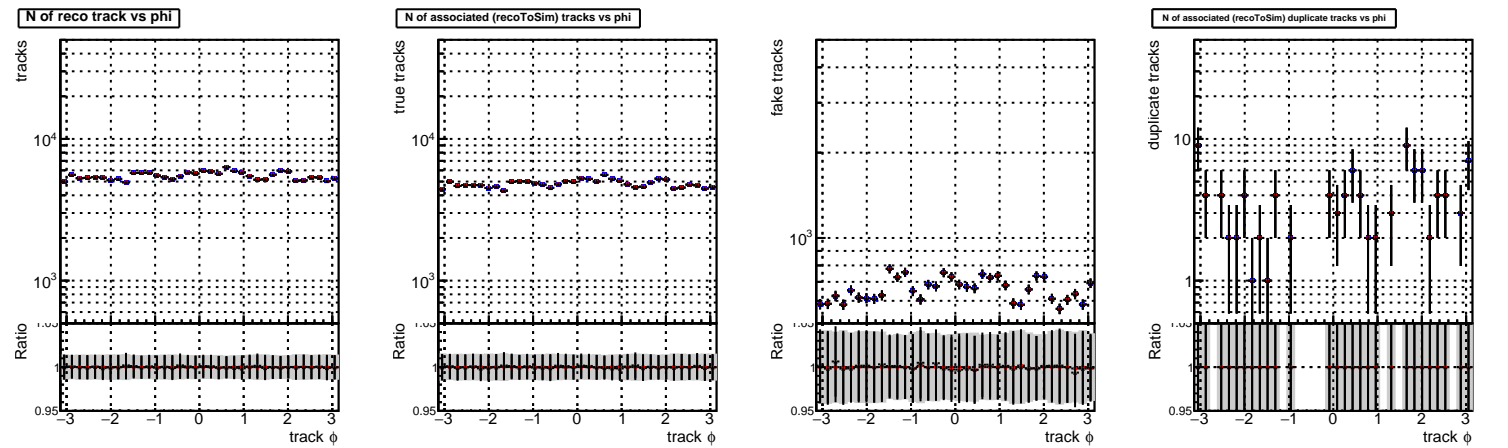 N of reco track vs phi
tracks
10^4
10^3
Ratio
1.05
1
0.95
−3 −2 −1 0 1 2 3
track ϕ
N of associated (recoToSim) tracks vs phi
true tracks
10^4
10^3
Ratio
1.05
1
0.95
−3 −2 −1 0 1 2 3
track ϕ
fake tracks
10^3
Ratio
1.05
1
0.95
−3 −2 −1 0 1 2 3
track ϕ
N of associated (recoToSim) duplicate tracks vs phi
duplicate tracks
10
1
Ratio
1.05
1
0.95
−3 −2 −1 0 1 2 3
track ϕ